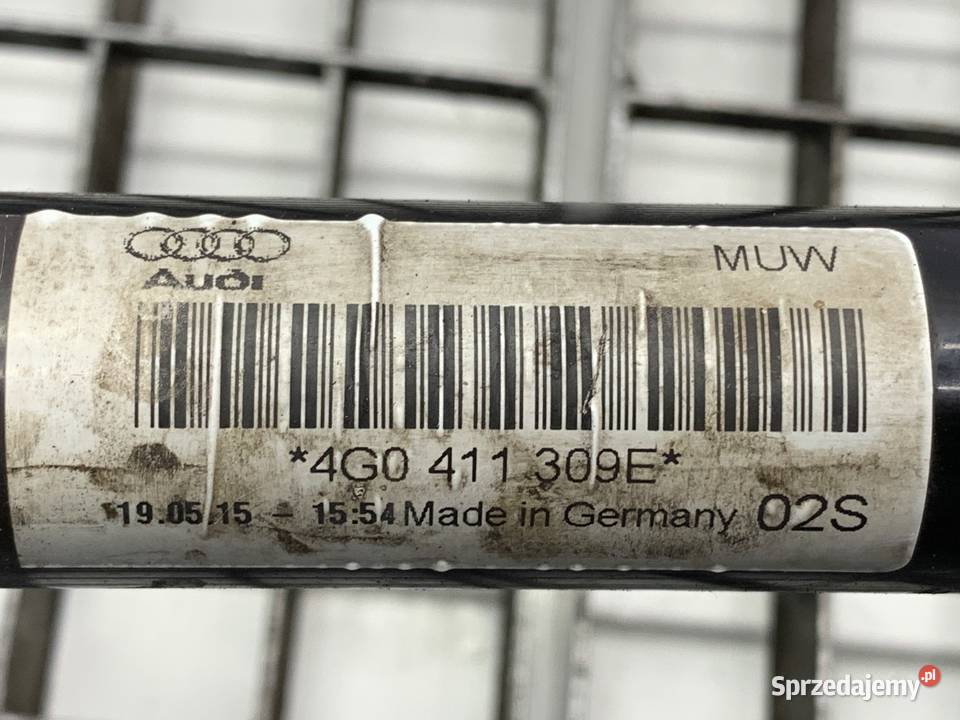 Audi
MUW
*4G0 411 309E*
19.05.15 - 15:54 Made in Germany 02S
Sprzedajemy.pl